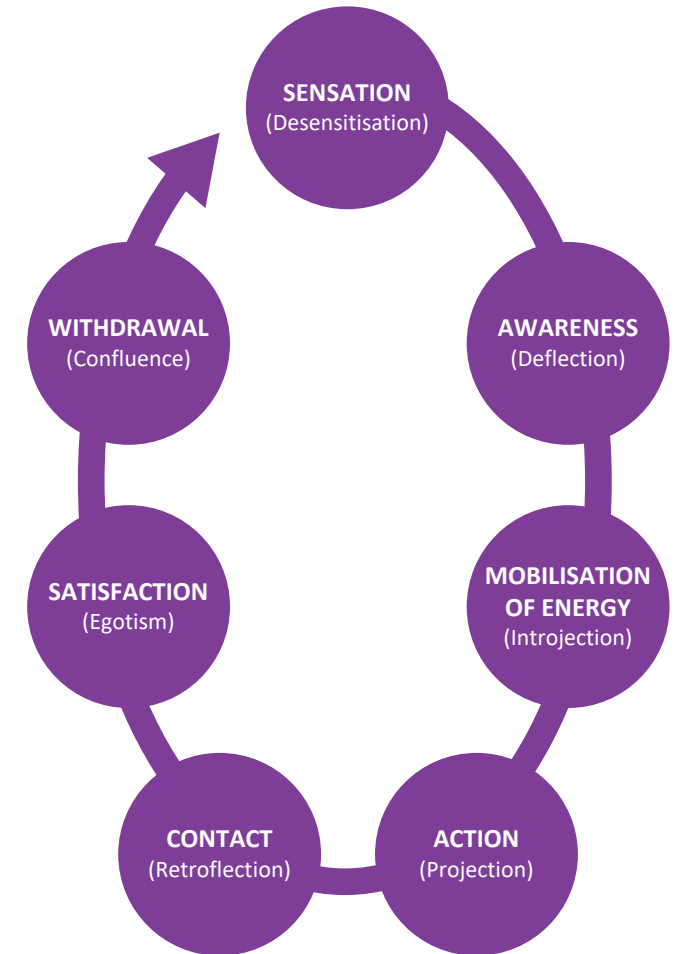 SENSATION
(Desensitisation)
AWARENESS
(Deflection)
MOBILISATION
OF ENERGY
(Introjection)
ACTION
(Projection)
CONTACT
(Retroflection)
SATISFACTION
(Egotism)
WITHDRAWAL
(Confluence)